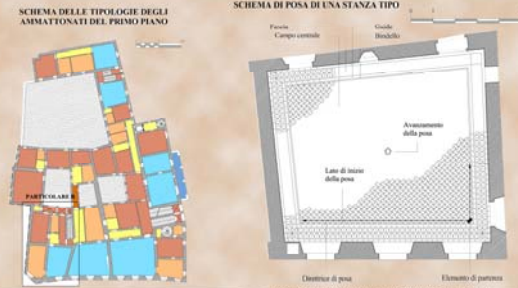 SCHEMA DELLE TIPOLOGIE DEGLI
AMMATTONATI DEL PRIMO PIANO
PARTICOLARE B
SCHEMA DI POSA DI UNA STANZA TIPO
Fascia
Guide
Campo centrale
Bindello
Avanzamento
della posa
Lato di inizio
della posa
Direttrice di posa
Elemento di partenza